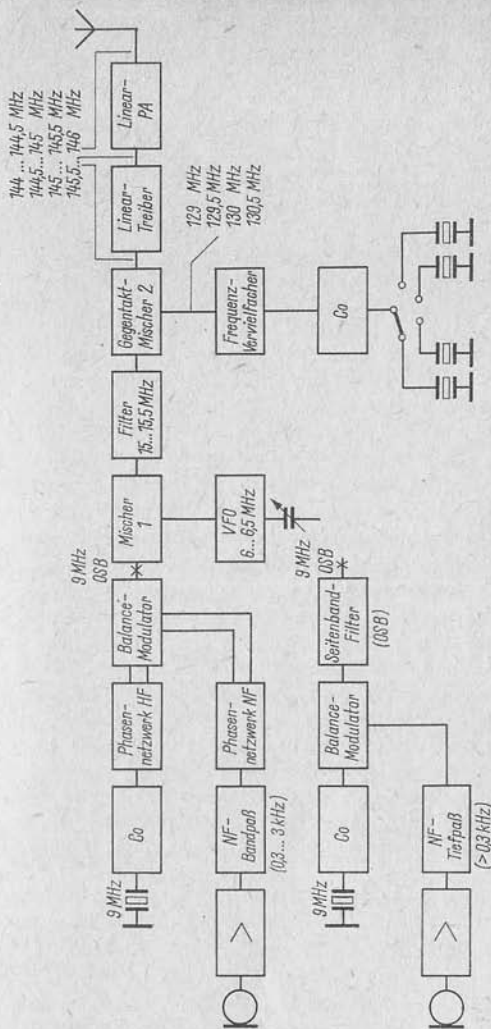 144 ... 144,5 MHz
144,5 ... 145 MHz
145 ... 145,5 MHz
145,5 ... 146 MHz
9 MHz
Co
Phasen-
netzwerk HF
Balance-
Modulator
9 MHz
OSB
Mischer
1
Filter
15 ... 15,5 MHz
Gegentakt-
Mischer 2
Linear-
Treiber
Linear-
PA
NF-
Bandpaß
(0,3 ... 3 kHz)
Phasen-
netzwerk NF
VFO
6 ... 6,5 MHz
129 MHz
129,5 MHz
130 MHz
130,5 MHz
Frequenz-
Vervielfacher
Co
9 MHz
Co
Balance-
Modulator
Seitenband-
Filter
(OSB)
9 MHz
OSB
NF-
Tiefpaß
(> 0,3 kHz)